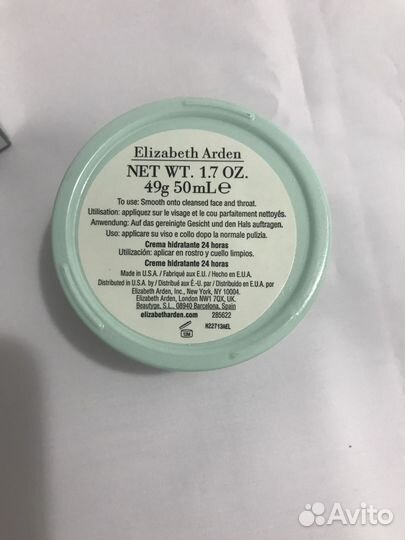 Elizabeth Arden
NET WT. 1.7 OZ.
49g 50mL℮
To use: Smooth onto cleansed face and throat.
Utilisation: appliquez sur le visage et le cou parfaitement nettoyés.
Anwendung: Auf das gereinigte Gesicht und den Hals auftragen.
Uso: applicare su viso e collo dopo la normale pulizia.
Crema hidratante 24 horas
Utilización: aplicar en rostro y cuello limpios.
Creme hidratante 24 horas
Made in U.S.A. / Fabriqué aux E.U. / Hecho en E.U.A.
Distributed in U.S.A. by / Distribué aux É.-U. par / Distribuido en E.U.A por
Elizabeth Arden, Inc., New York, NY 10004.
Elizabeth Arden, London NW1 7QX, UK.
Beautyge, S.L., 08940 Barcelona, Spain
elizabetharden.com 285622
12M N22713AEL
Avito